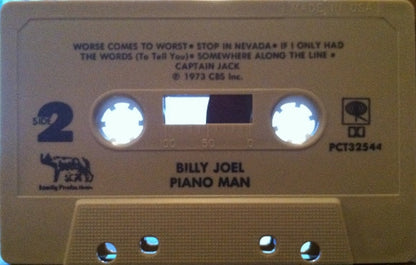 MADE IN USA
WORSE COMES TO WORST • STOP IN NEVADA • IF I ONLY HAD
THE WORDS (To Tell You) • SOMEWHERE ALONG THE LINE •
CAPTAIN JACK
℗ 1973 CBS Inc.
SIDE
2
100 50 0
PCT32544
Family Productions
BILLY JOEL
PIANO MAN